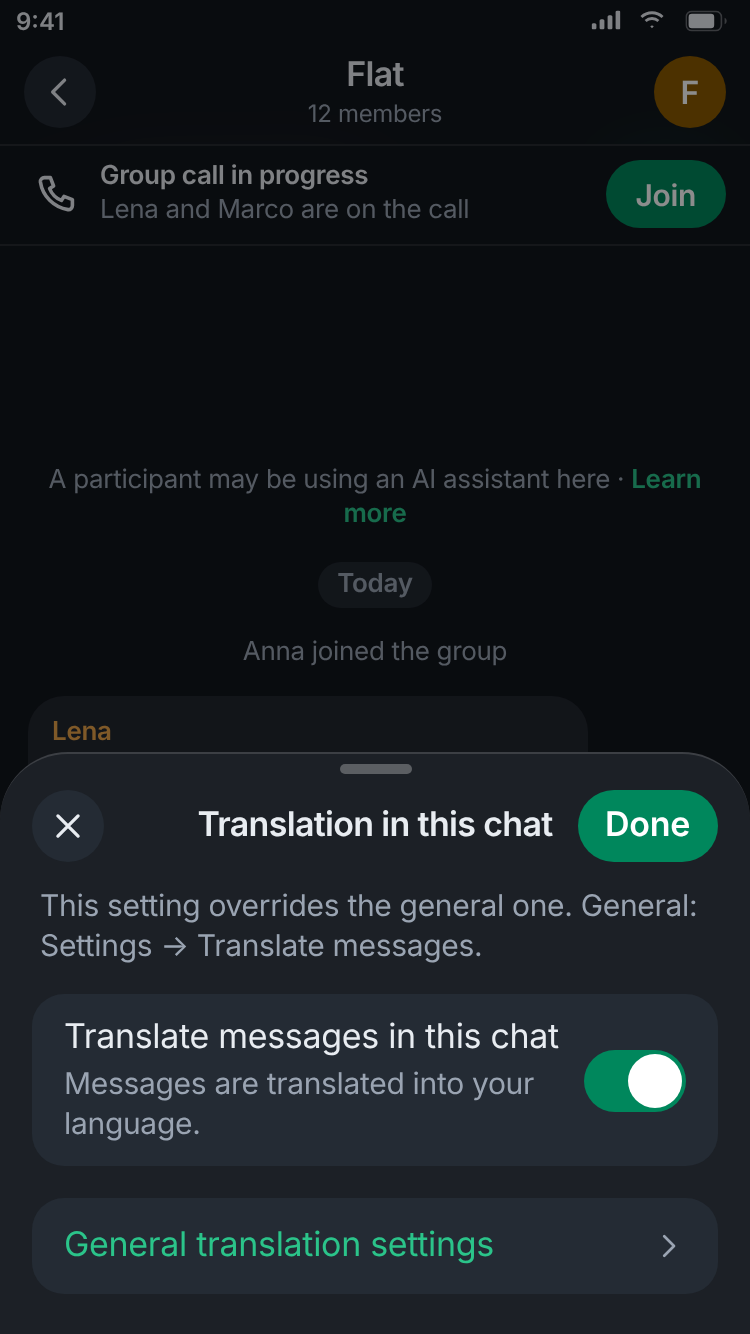 9:41
Flat
12 members
F
Group call in progress
Lena and Marco are on the call
Join
A participant may be using an AI assistant here · Learn
more
Today
Anna joined the group
Lena
Translation in this chat
Done
This setting overrides the general one. General:
Settings → Translate messages.
Translate messages in this chat
Messages are translated into your
language.
General translation settings